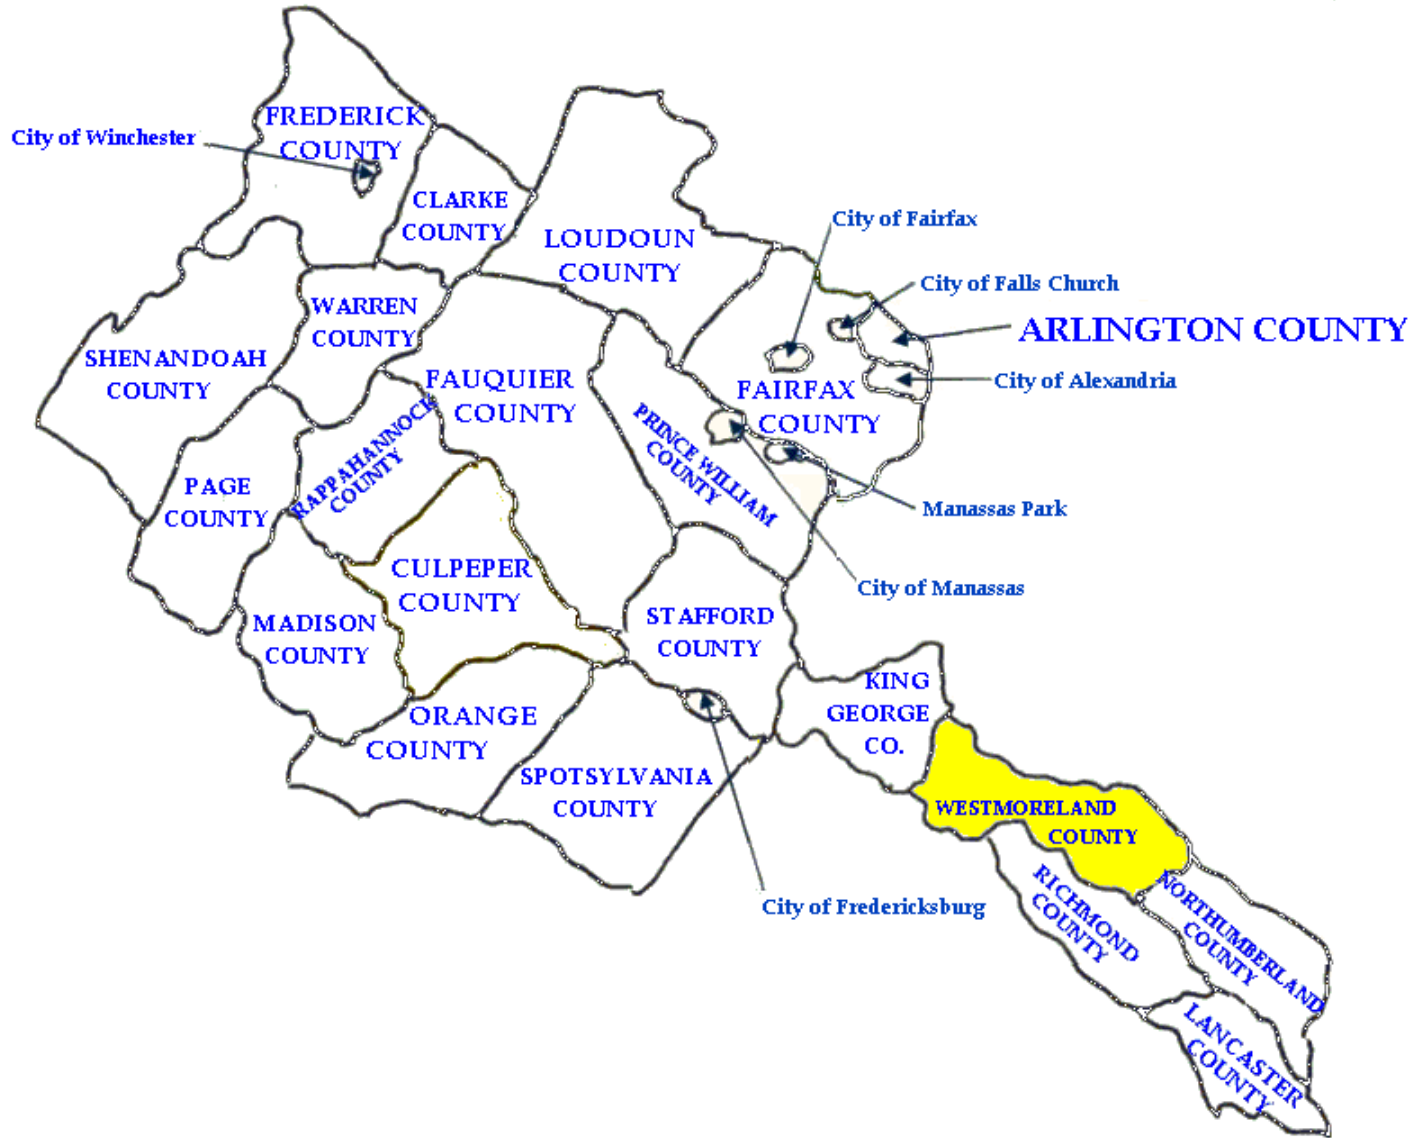 FREDERICK
COUNTY
City of Winchester
CLARKE
COUNTY
LOUDOUN
COUNTY
City of Fairfax
City of Falls Church
ARLINGTON COUNTY
WARREN
COUNTY
SHENANDOAH
COUNTY
FAUQUIER
COUNTY
FAIRFAX
COUNTY
City of Alexandria
RAPPAHANNOCK
COUNTY
PRINCE WILLIAM
COUNTY
PAGE
COUNTY
Manassas Park
CULPEPER
COUNTY
City of Manassas
MADISON
COUNTY
STAFFORD
COUNTY
KING
GEORGE
CO.
ORANGE
COUNTY
SPOTSYLVANIA
COUNTY
WESTMORELAND
COUNTY
City of Fredericksburg
RICHMOND
COUNTY
NORTHUMBERLAND
COUNTY
LANCASTER
COUNTY